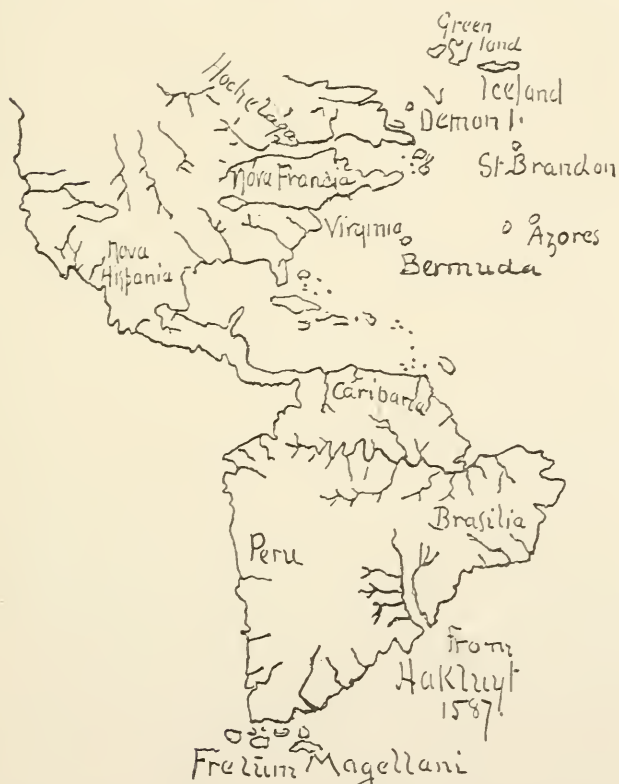 Green
land
Iceland
Hochelaga
Demon I.
St. Brandon
Nova Francia
Virginia
Azores
Bermuda
Nova
Hispania
Caribana
Brasilia
Peru
From
Hakluyt
1587.
Fretum Magellani